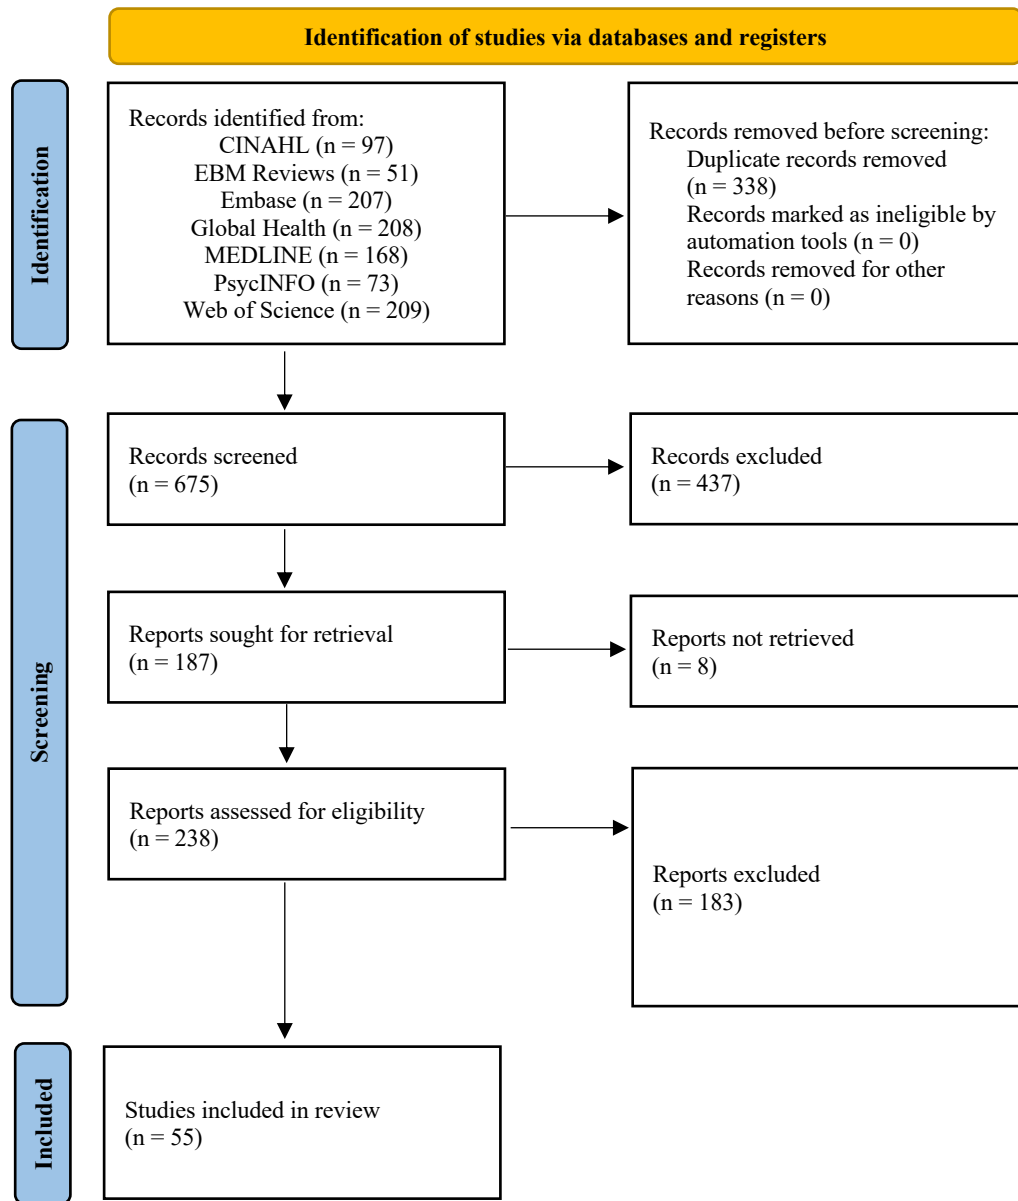 Identification of studies via databases and registers
Identification
Records identified from:
CINAHL (n = 97)
EBM Reviews (n = 51)
Embase (n = 207)
Global Health (n = 208)
MEDLINE (n = 168)
PsycINFO (n = 73)
Web of Science (n = 209)
Records removed before screening:
Duplicate records removed
(n = 338)
Records marked as ineligible by
automation tools (n = 0)
Records removed for other
reasons (n = 0)
Screening
Records screened
(n = 675)
Records excluded
(n = 437)
Reports sought for retrieval
(n = 187)
Reports not retrieved
(n = 8)
Reports assessed for eligibility
(n = 238)
Reports excluded
(n = 183)
Included
Studies included in review
(n = 55)